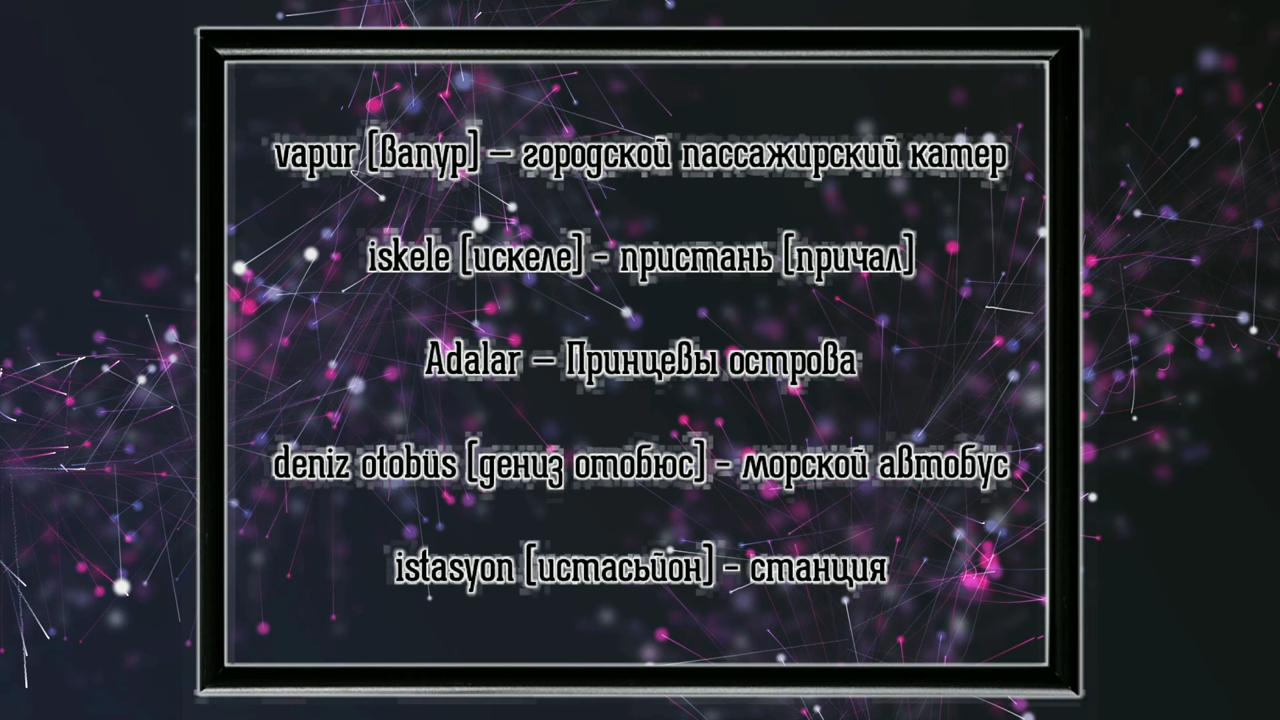 vapur [вапур] – городской пассажирский катер
iskele [искеле] - пристань [причал]
Adalar – Принцевы острова
deniz otobüs [дениз отобюс] - морской автобус
istasyon [истасьйон] - станция